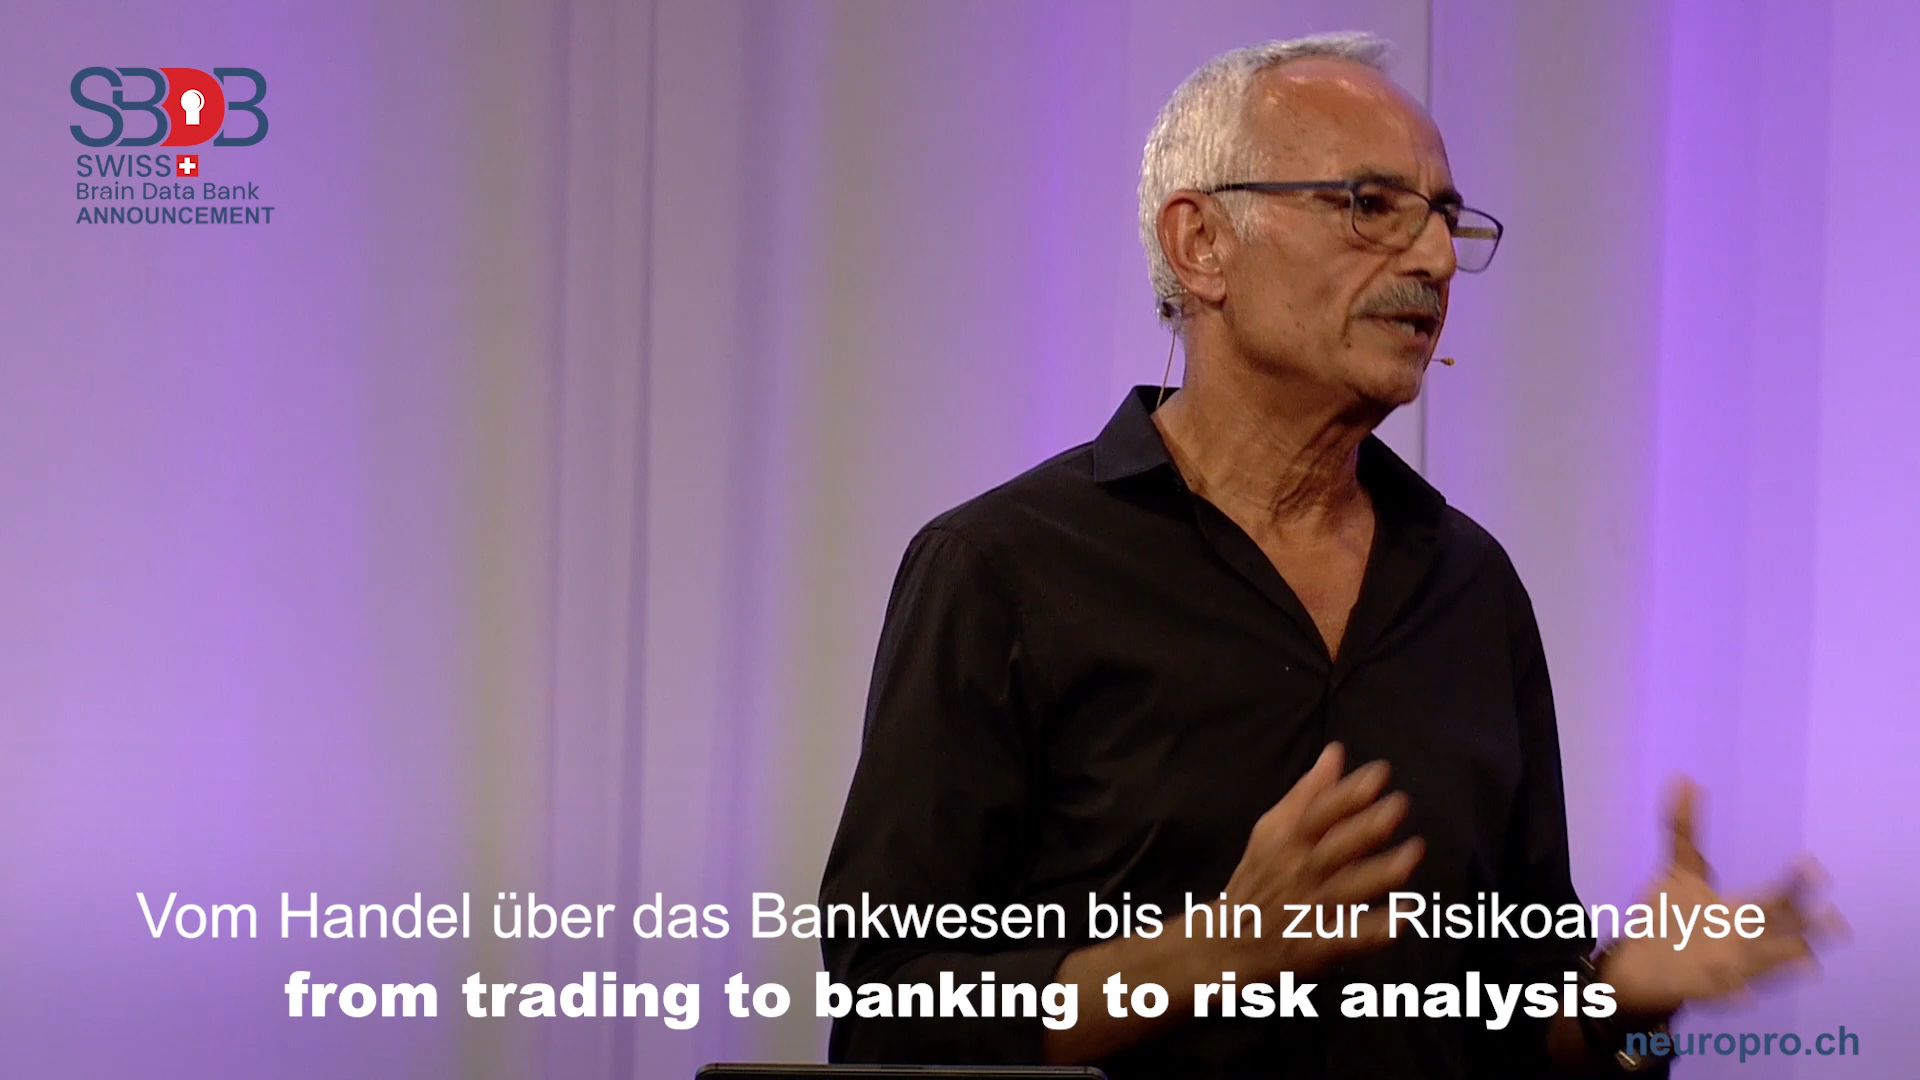 SBDB
SWISS
Brain Data Bank
ANNOUNCEMENT
Vom Handel über das Bankwesen bis hin zur Risikoanalyse
from trading to banking to risk analysis
neuropro.ch